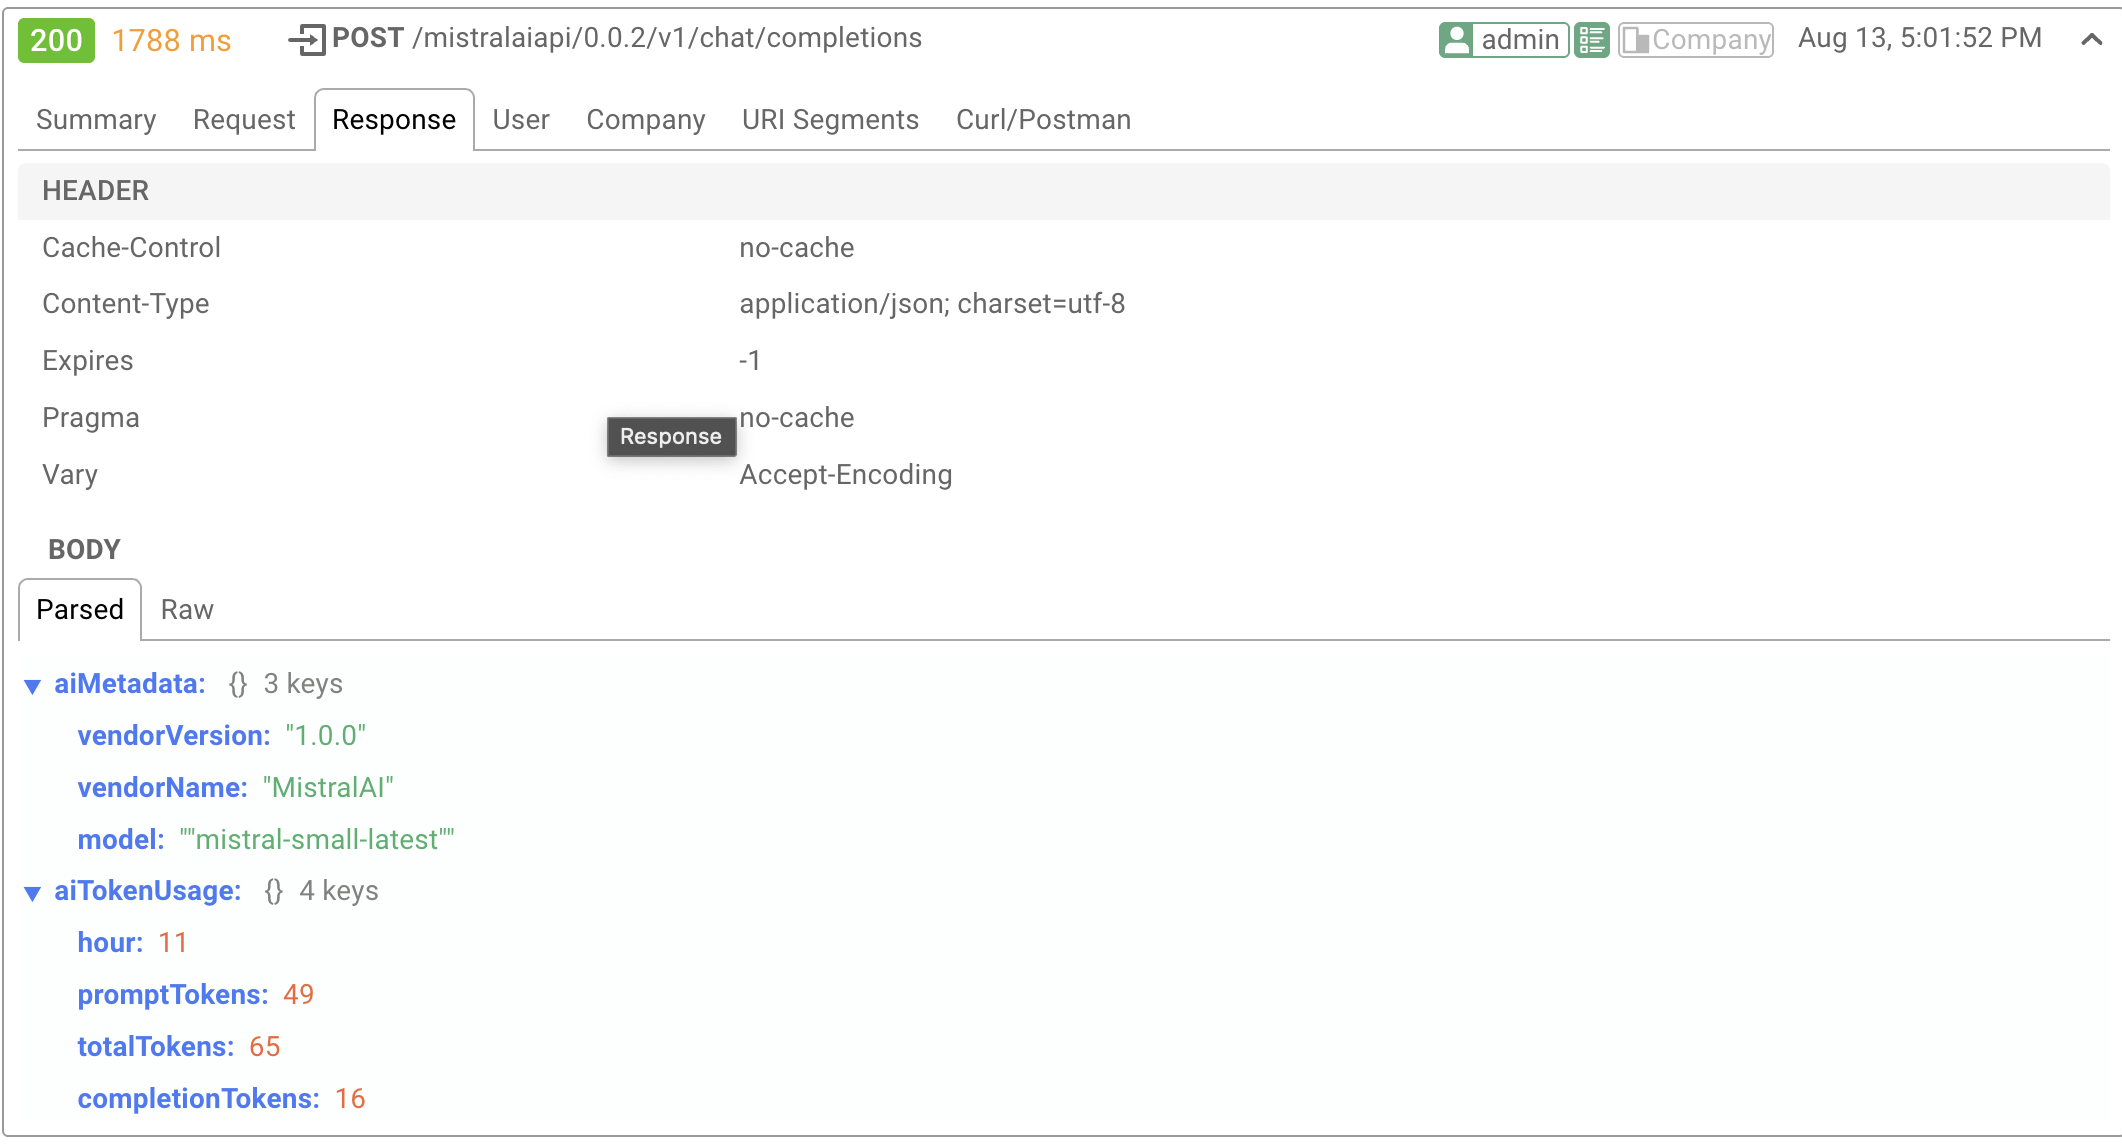 200 1788 ms POST /mistralaiapi/0.0.2/v1/chat/completions admin Company Aug 13, 5:01:52 PM
Summary Request Response User Company URI Segments Curl/Postman
HEADER
Cache-Control no-cache
Content-Type application/json; charset=utf-8
Expires -1
Pragma no-cache
Response
Vary Accept-Encoding
BODY
Parsed Raw
aiMetadata: {} 3 keys
vendorVersion: "1.0.0"
vendorName: "MistralAI"
model: ""mistral-small-latest""
aiTokenUsage: {} 4 keys
hour: 11
promptTokens: 49
totalTokens: 65
completionTokens: 16